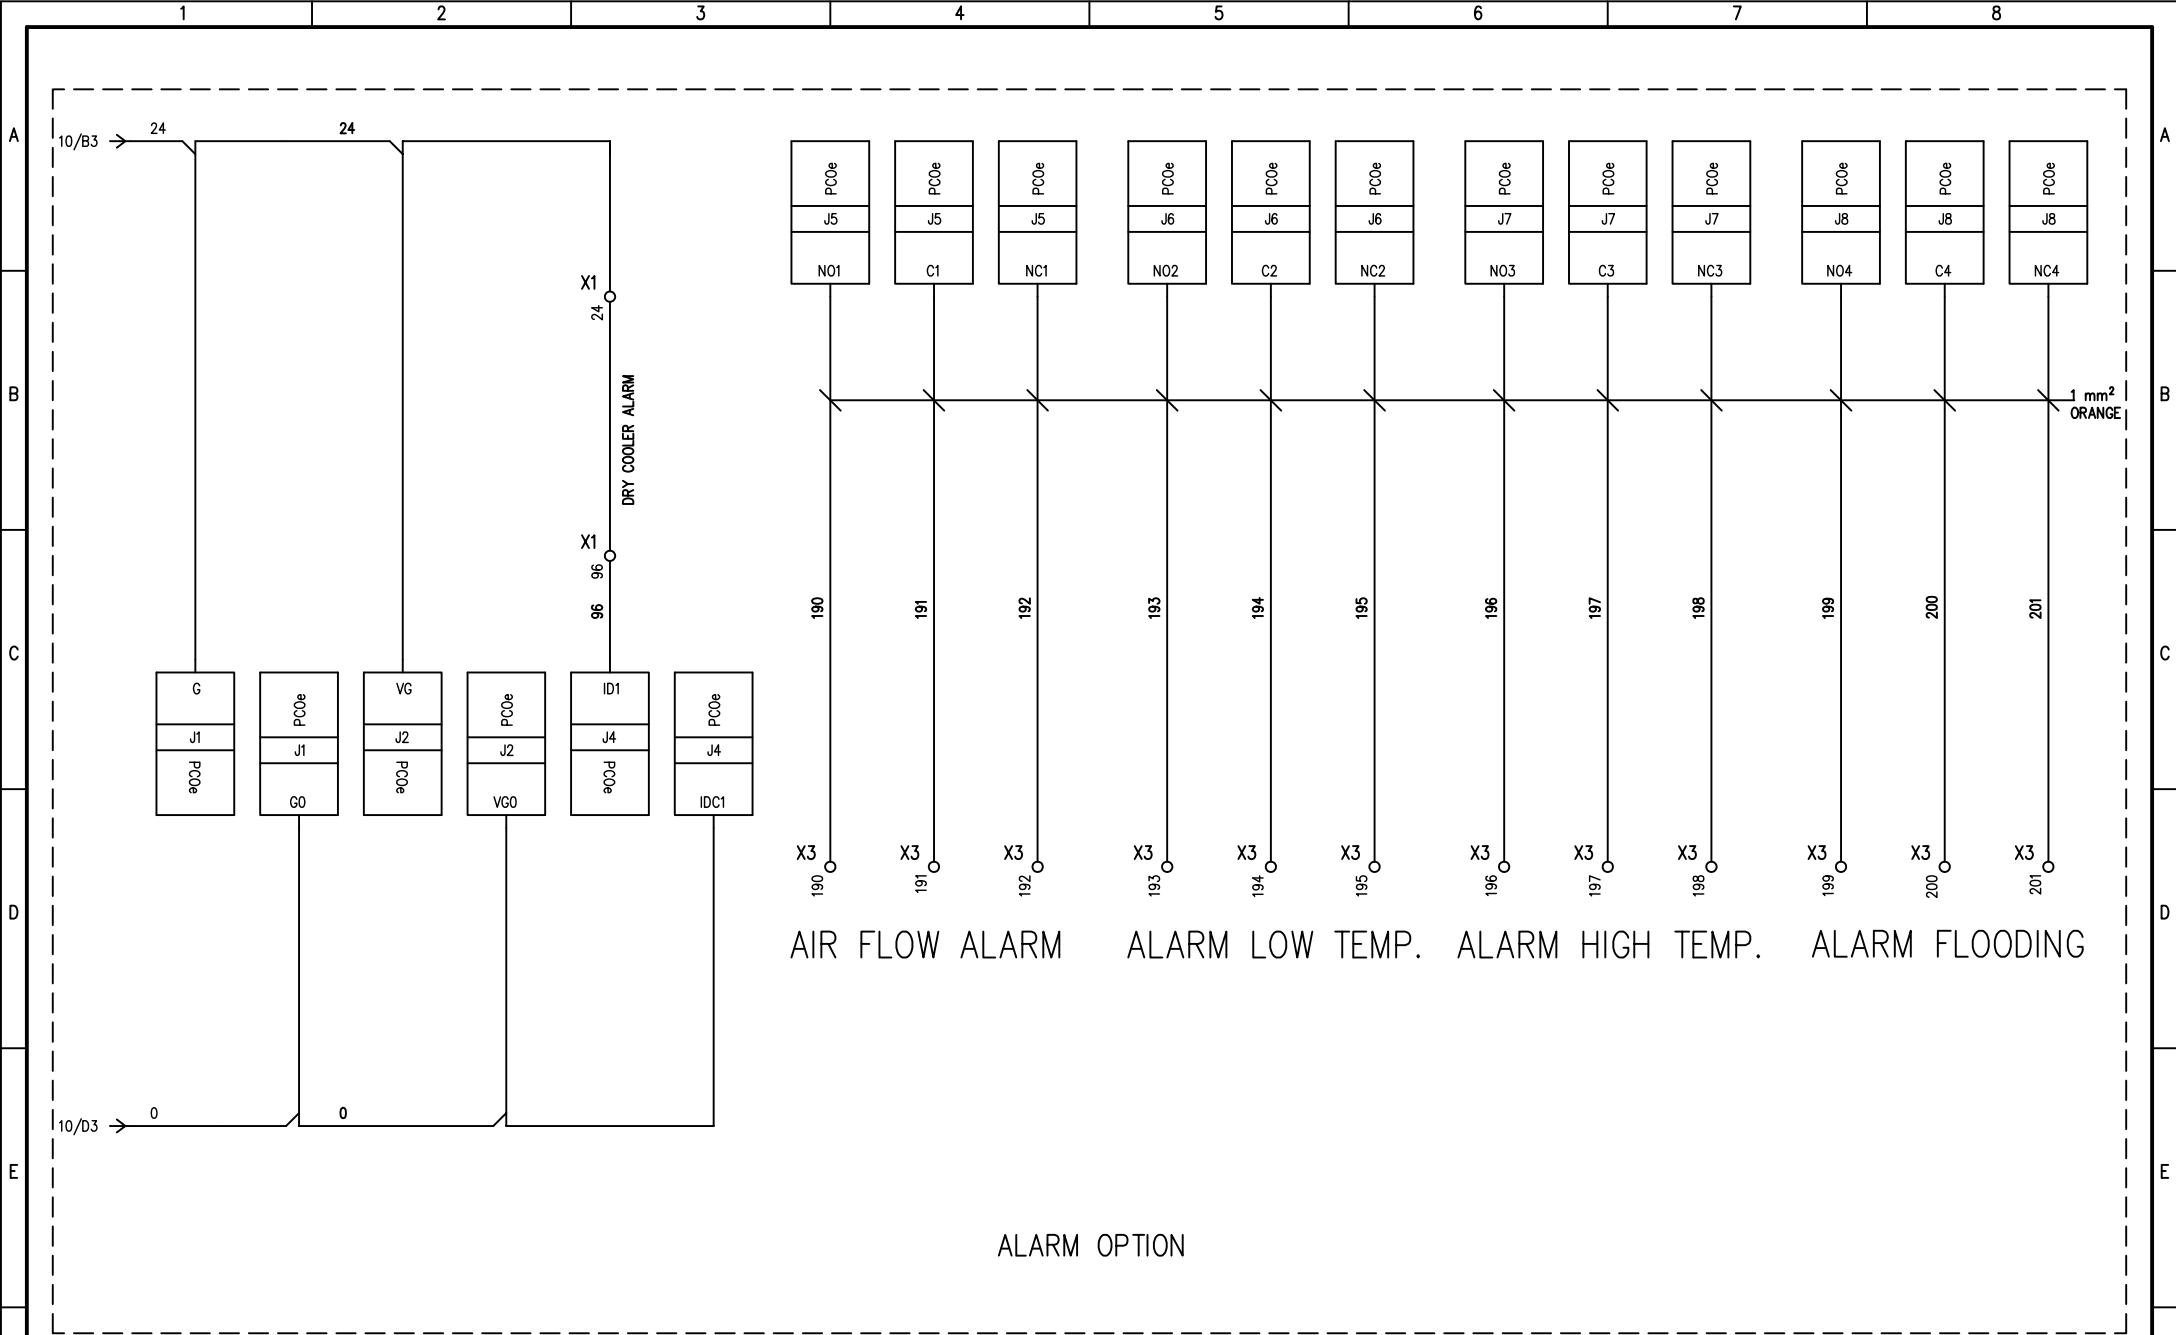 1 2 3 4 5 6 7 8
A A
10/B3 24 24
PCOe PCOe PCOe PCOe PCOe PCOe PCOe PCOe PCOe PCOe PCOe PCOe
J5 J5 J5 J6 J6 J6 J7 J7 J7 J8 J8 J8
NO1 C1 NC1 NO2 C2 NC2 NO3 C3 NC3 NO4 C4 NC4
X1
24
B B
DRY COOLER ALARM
1 mm²
ORANGE
X1
96
96
190 191 192 193 194 195 196 197 198 199 200 201
C C
G PCOe VG PCOe ID1 PCOe
J1 J1 J2 J2 J4 J4
PCOe G0 PCOe VG0 PCOe IDC1
X3 X3 X3 X3 X3 X3 X3 X3 X3 X3 X3 X3
190 191 192 193 194 195 196 197 198 199 200 201
D D
AIR FLOW ALARM ALARM LOW TEMP. ALARM HIGH TEMP. ALARM FLOODING
10/D3 0 0
E E
ALARM OPTION